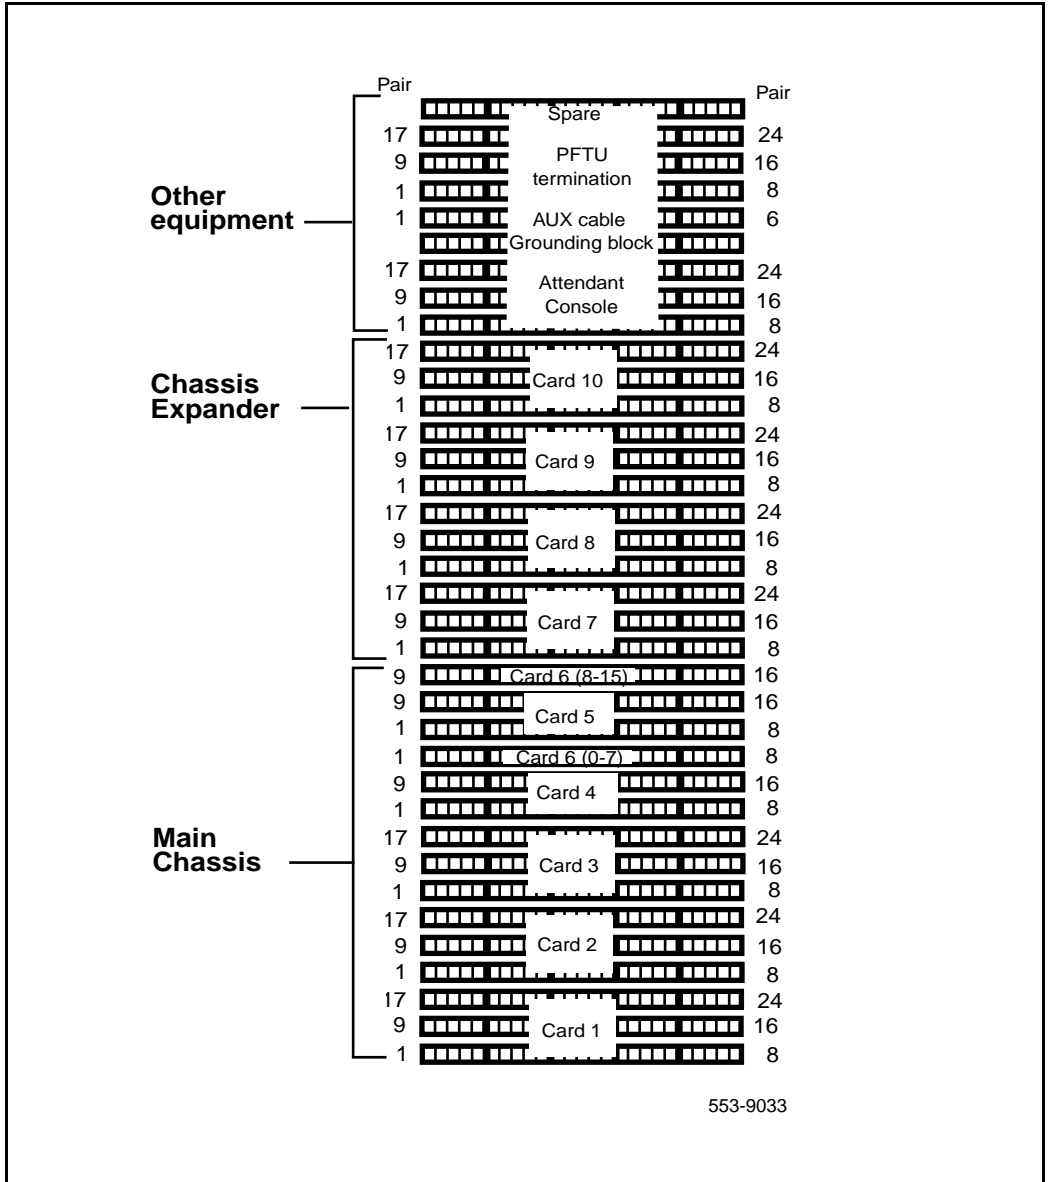 Pair Pair
Spare
17 24
PFTU
9 16
termination
1 8
Other
equipment
1 AUX cable 6
Grounding block
17 24
Attendant
9 16
Console
1 8
17 24
Chassis
Expander
9 Card 10 16
1 8
17 24
9 Card 9 16
1 8
17 24
9 Card 8 16
1 8
17 24
9 Card 7 16
1 8
9 Card 6 (8-15) 16
9 16
Card 5
1 8
1 Card 6 (0-7) 8
9 16
Card 4
1 8
17 24
Main
Chassis
9 Card 3 16
1 8
17 24
9 Card 2 16
1 8
17 24
9 Card 1 16
1 8
553-9033